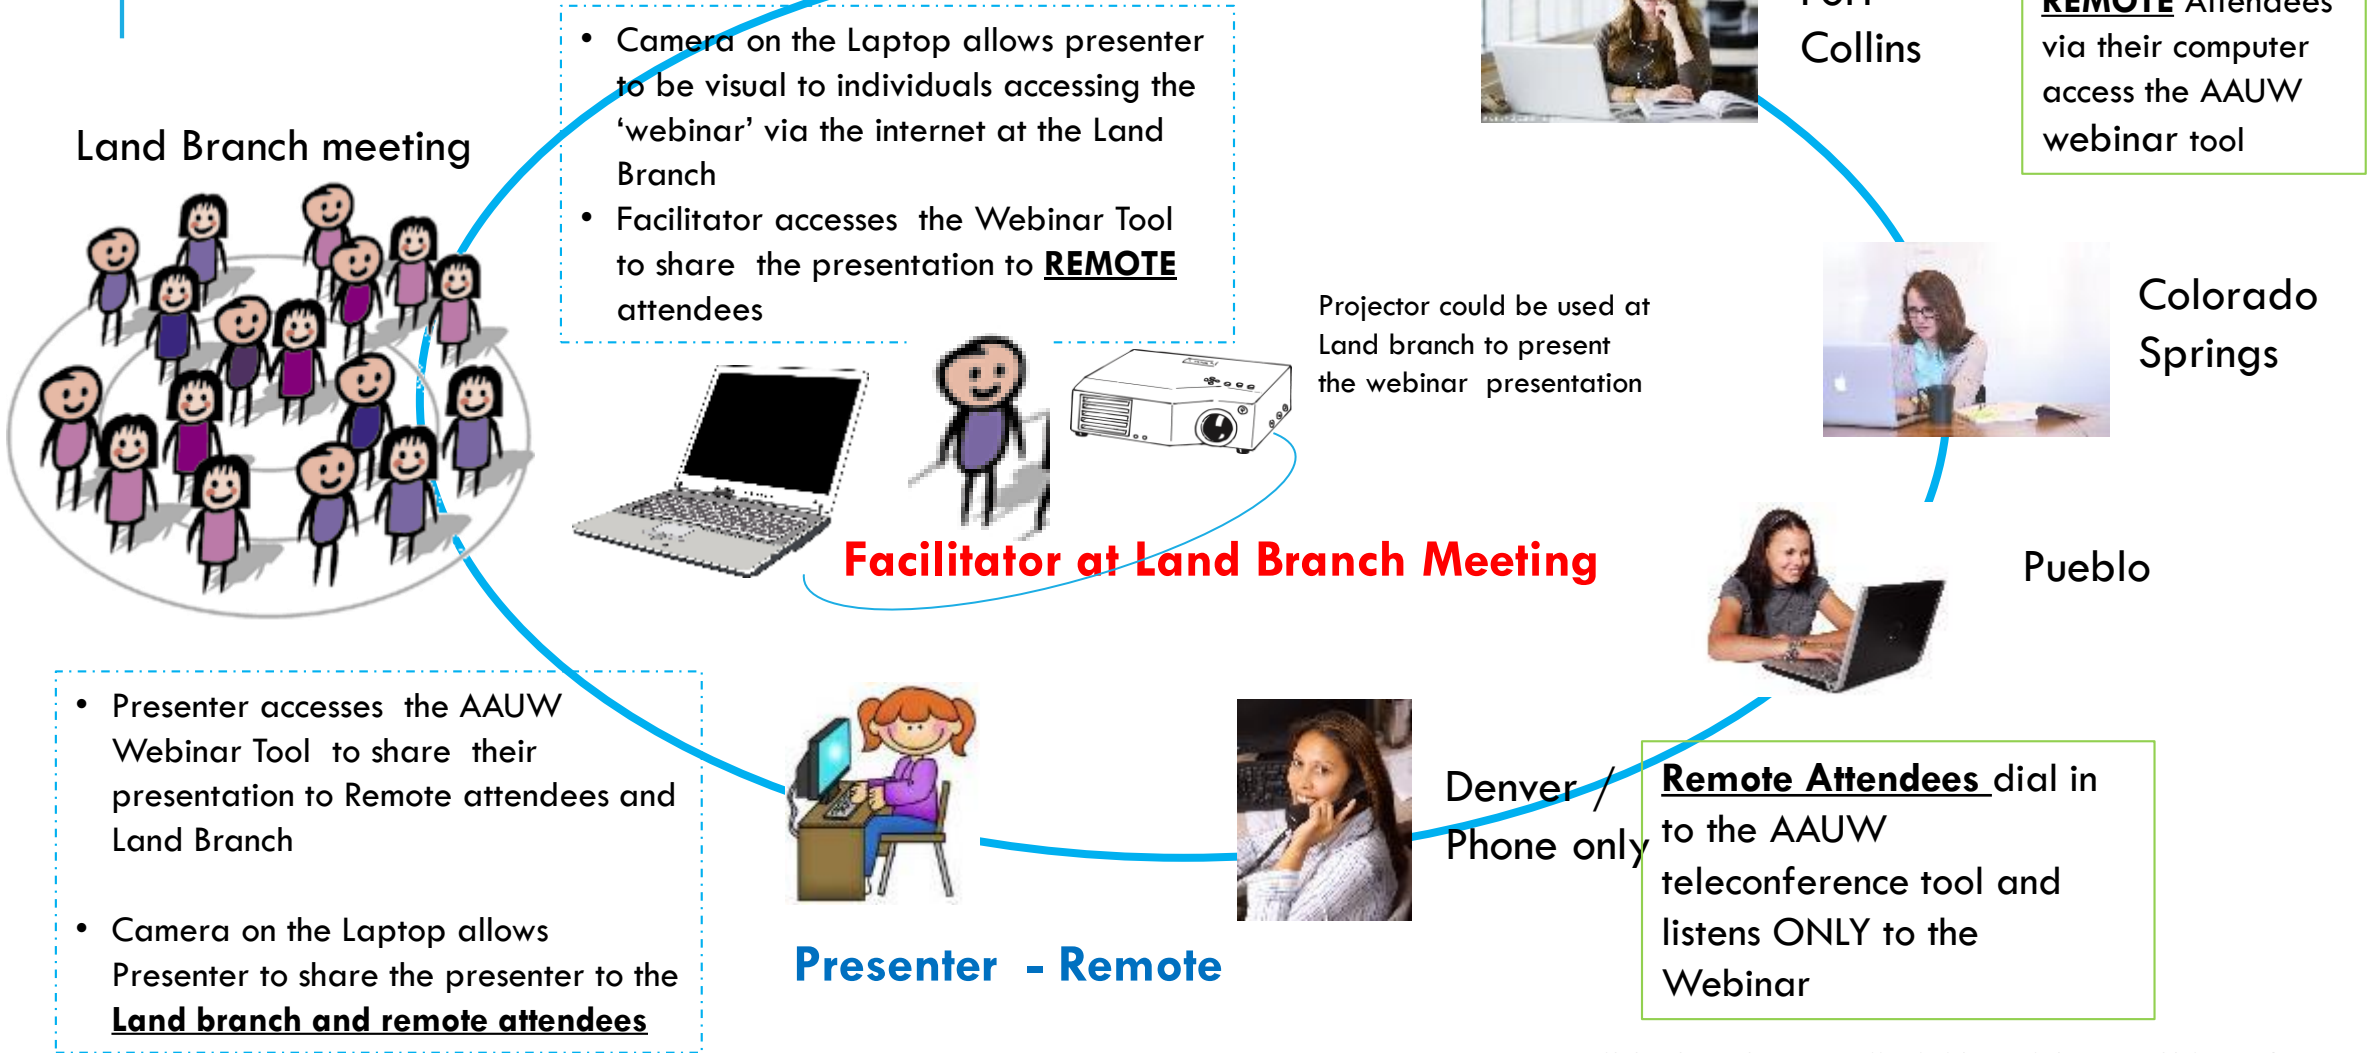 • Camera on the Laptop allows presenter
to be visual to individuals accessing the
‘webinar’ via the internet at the Land
Branch
• Facilitator accesses the Webinar Tool
to share the presentation to REMOTE
attendees
Collins
REMOTE Attendees
via their computer
access the AAUW
webinar tool
Land Branch meeting
Projector could be used at
Land branch to present
the webinar presentation
Colorado
Springs
Facilitator at Land Branch Meeting
Pueblo
• Presenter accesses the AAUW
Webinar Tool to share their
presentation to Remote attendees and
Land Branch
• Camera on the Laptop allows
Presenter to share the presenter to the
Land branch and remote attendees
Presenter - Remote
Denver /
Phone only
Remote Attendees dial in
to the AAUW
teleconference tool and
listens ONLY to the
Webinar